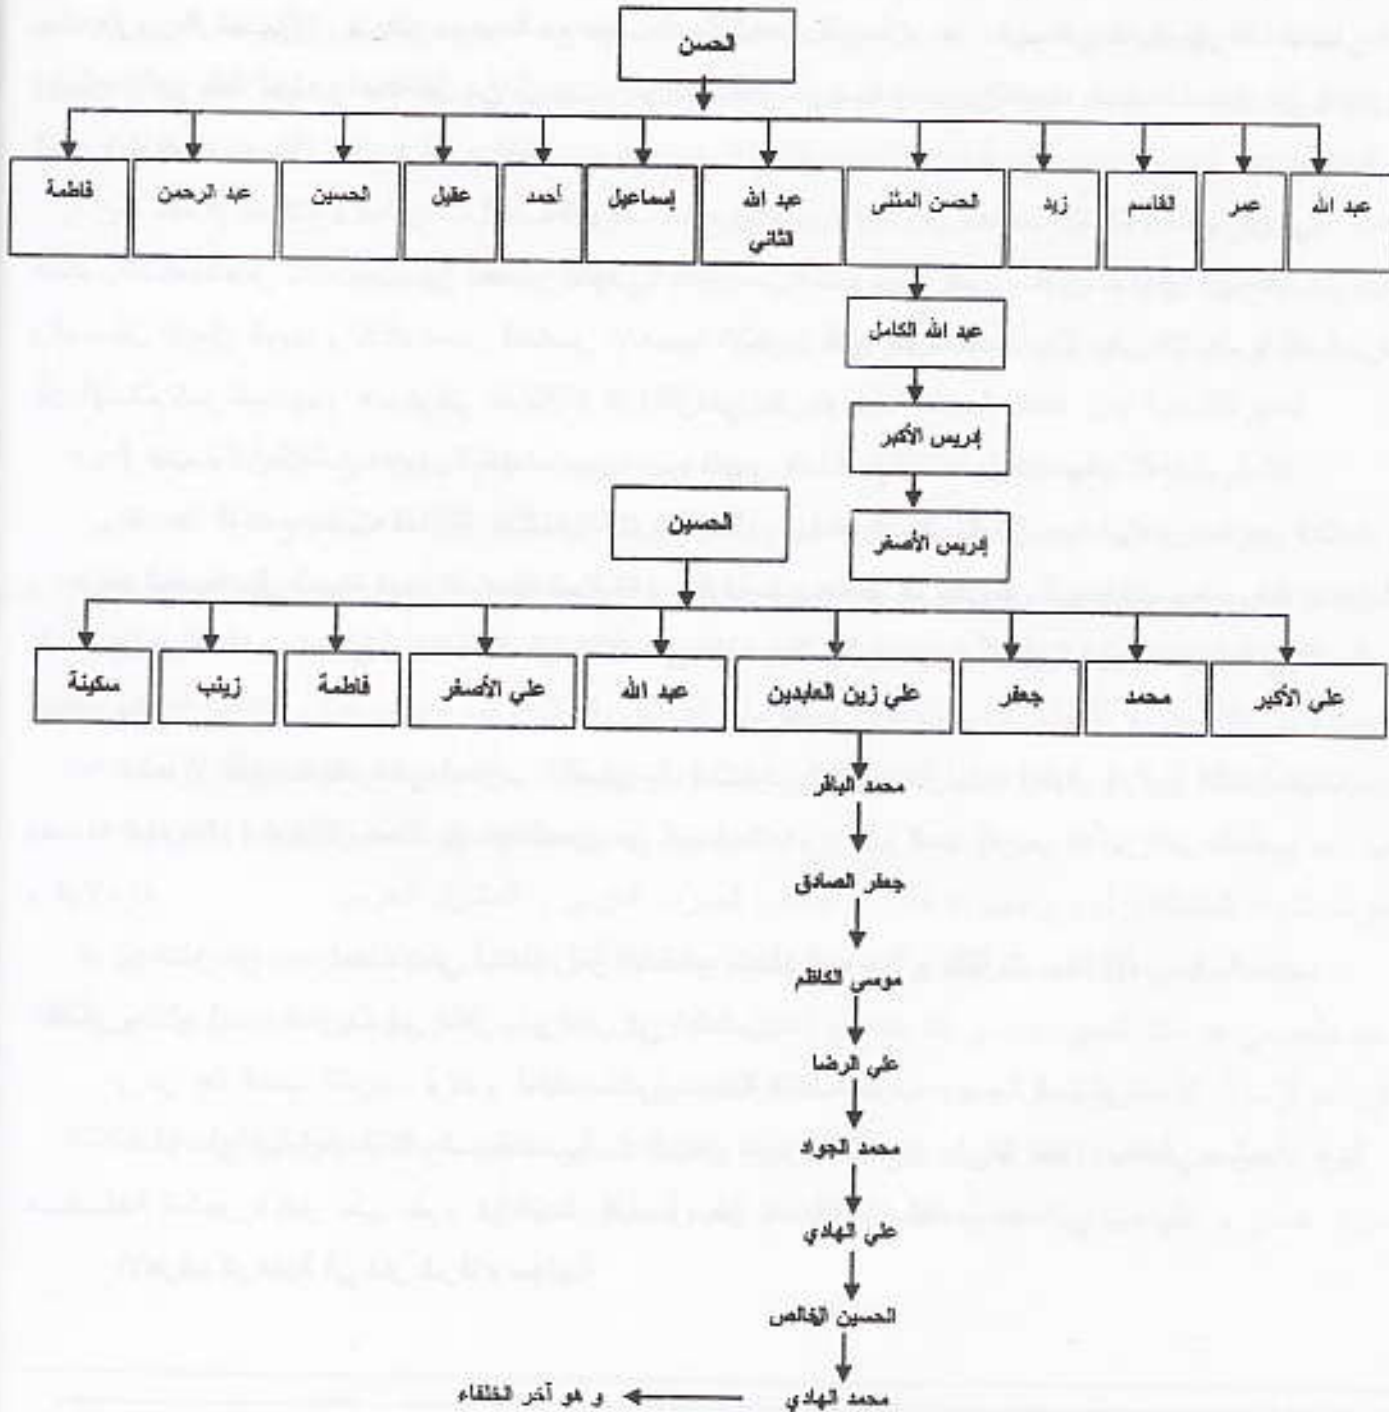 الحسن
عبد الله
عمر
القاسم
زيد
الحسن المثنى
عبد الله
الثاني
إسماعيل
أحمد
عقيل
الحسين
عبد الرحمن
فاطمة
عبد الله الكامل
إدريس الأكبر
إدريس الأصغر
الحسين
علي الأكبر
محمد
جعفر
علي زين العابدين
عبد الله
علي الأصغر
فاطمة
زينب
سكينة
محمد الباقر
جعفر الصادق
موسى الكاظم
علي الرضا
محمد الجواد
علي الهادي
الحسين
محمد الهادي
و هو آخر الخلفاء